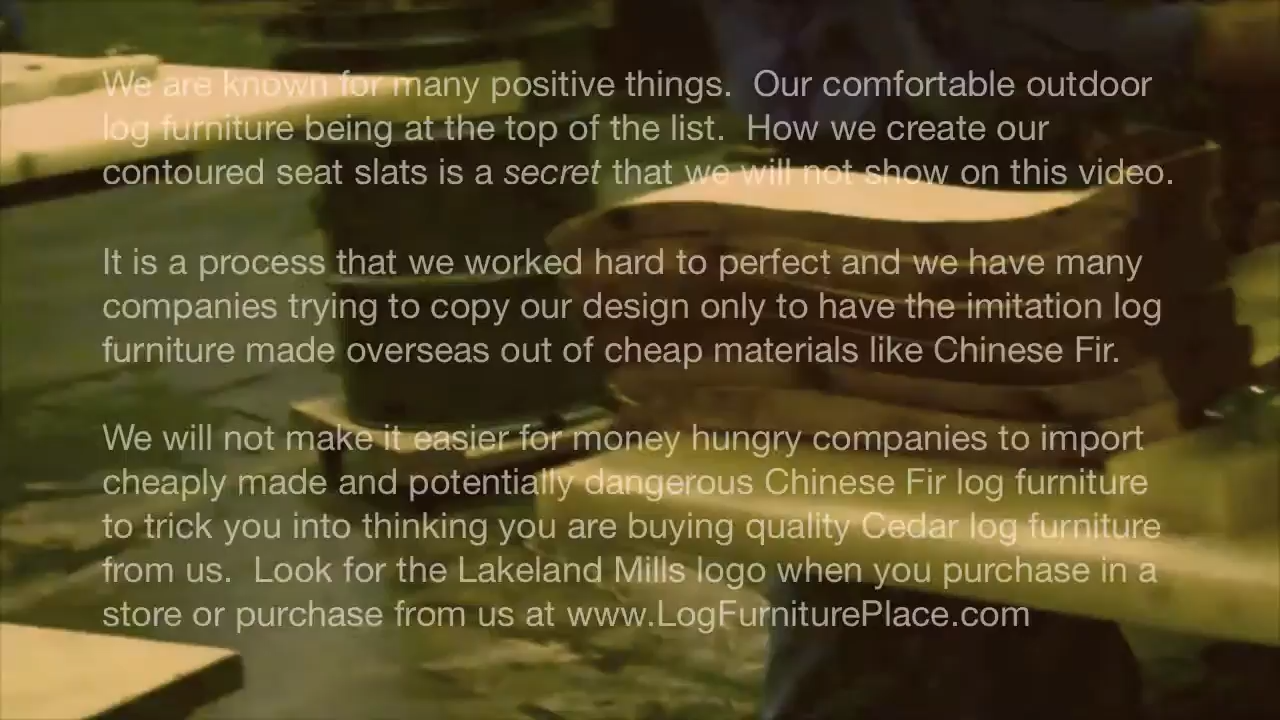 We are known for many positive things.  Our comfortable outdoor
log furniture being at the top of the list.  How we create our
contoured seat slats is a secret that we will not show on this video.
It is a process that we worked hard to perfect and we have many
companies trying to copy our design only to have the imitation log
furniture made overseas out of cheap materials like Chinese Fir.
We will not make it easier for money hungry companies to import
cheaply made and potentially dangerous Chinese Fir log furniture
to trick you into thinking you are buying quality Cedar log furniture
from us.  Look for the Lakeland Mills logo when you purchase in a
store or purchase from us at www.LogFurniturePlace.com